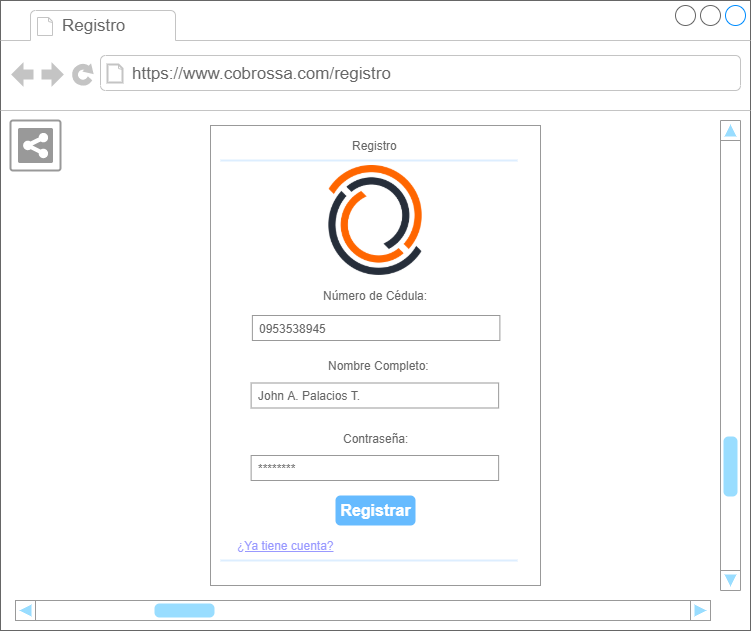 Registro
https://www.cobrossa.com/registro
Registro
Número de Cédula:
0953538945
Nombre Completo:
John A. Palacios T.
Contraseña:
********
Registrar
¿Ya tiene cuenta?